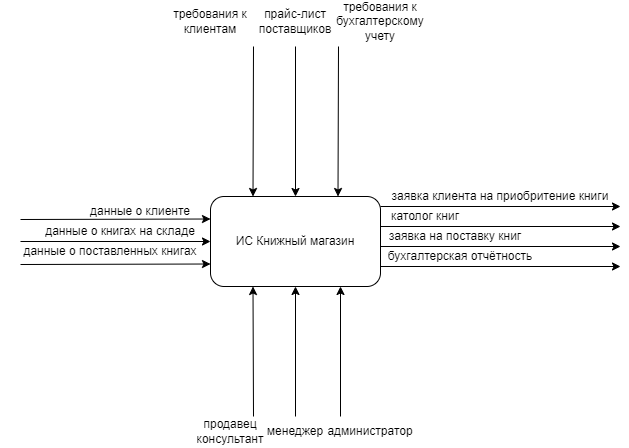 требования к
клиентам
прайс-лист
поставщиков
требования к
бухгалтерскому
учету
данные о клиенте
данные о книгах на складе
данные о поставленных книгах
ИС Книжный магазин
заявка клиента на приобритение книги
католог книг
заявка на поставку книг
бухгалтерская отчётность
продавец
консультант
менеджер
администратор